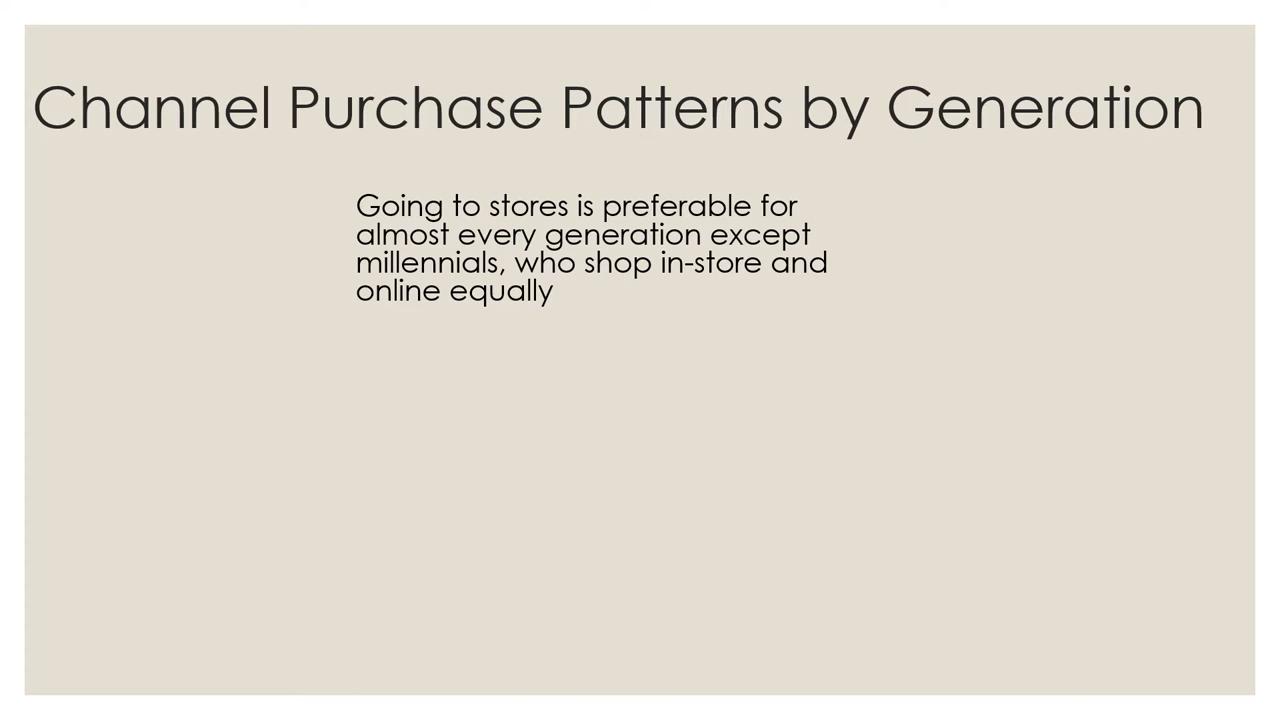 Channel Purchase Patterns by Generation
Going to stores is preferable for
almost every generation except
millennials, who shop in-store and
online equally